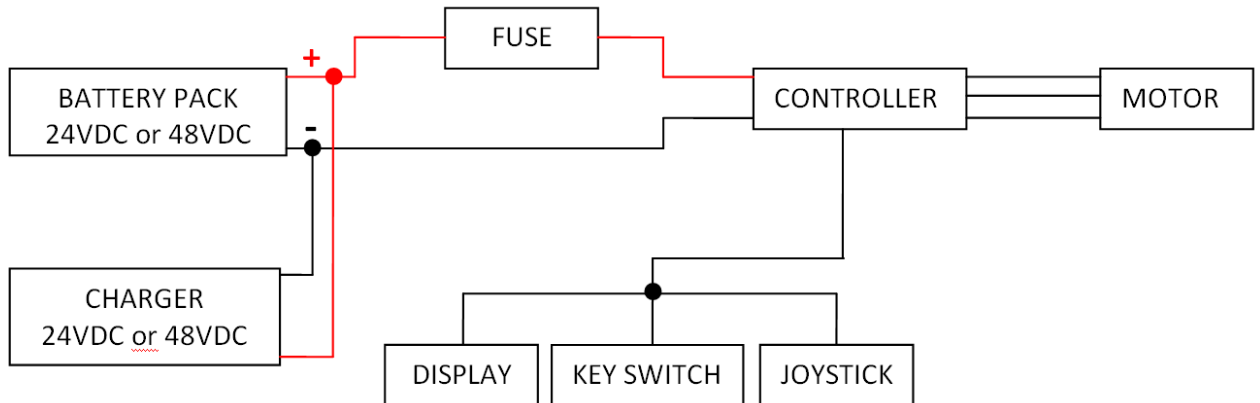 FUSE
+
BATTERY PACK
24VDC or 48VDC
-
CONTROLLER
MOTOR
CHARGER
24VDC or 48VDC
DISPLAY
KEY SWITCH
JOYSTICK